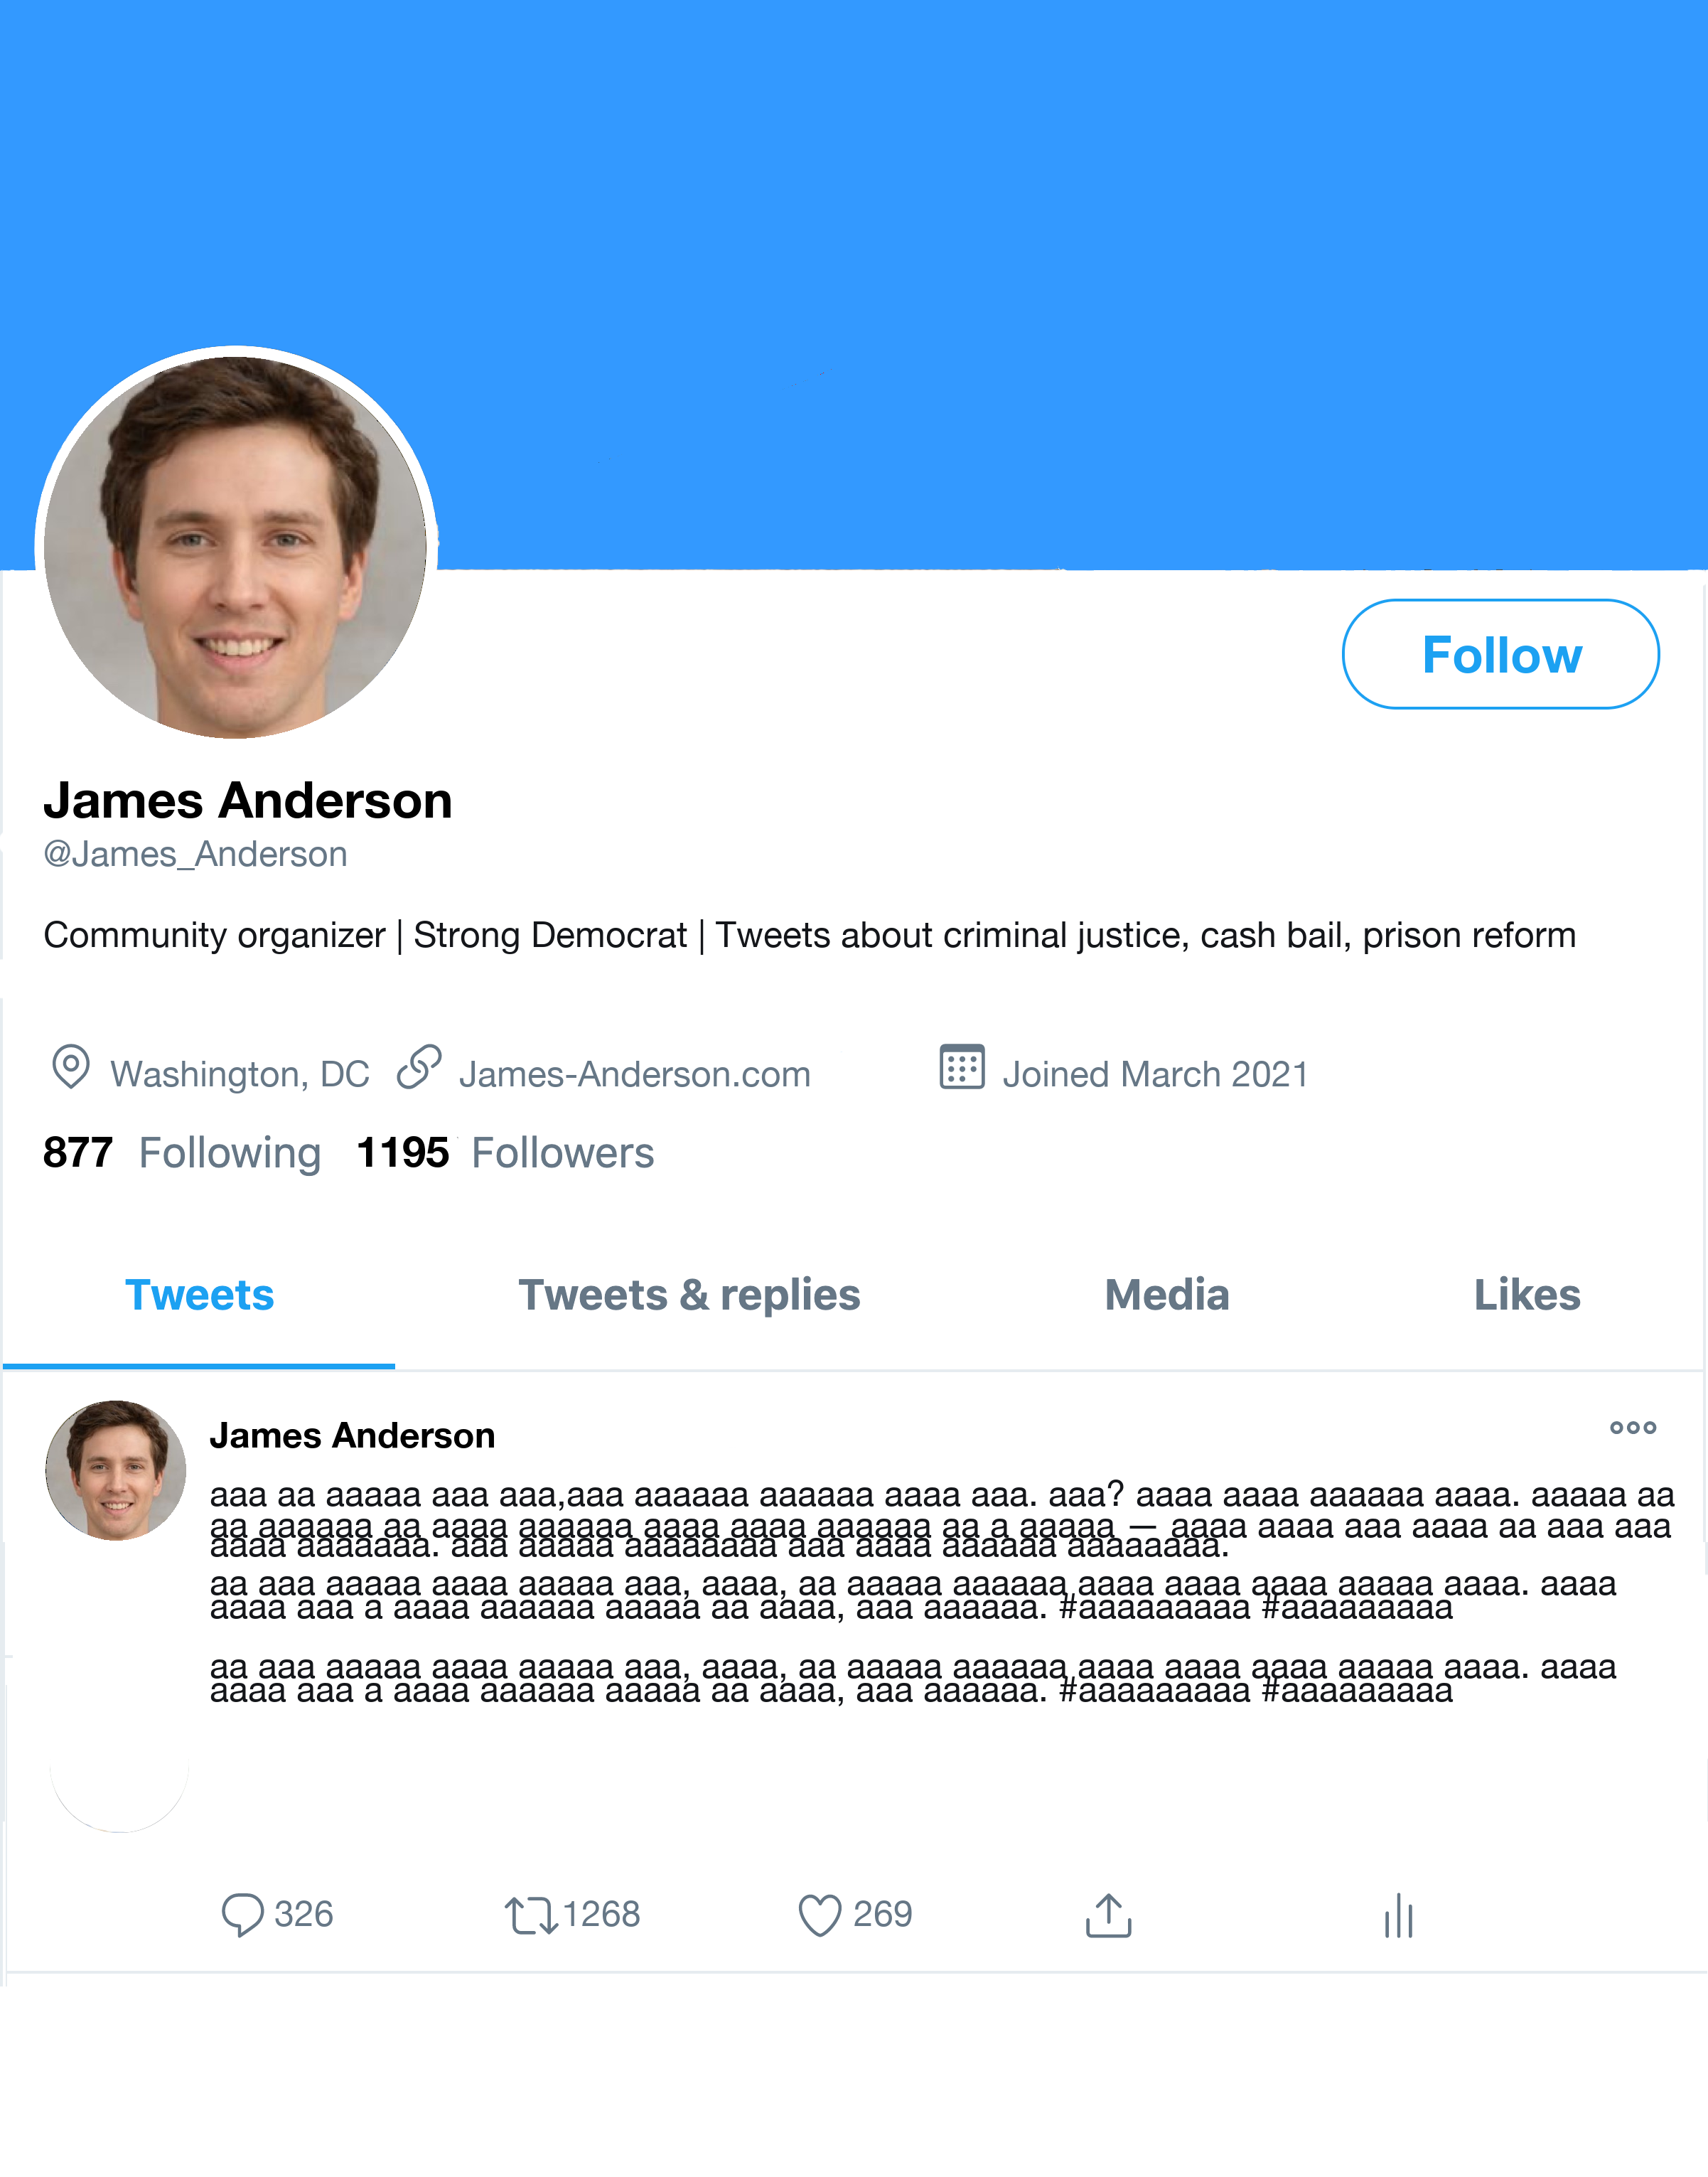 Follow
James Anderson
@James_Anderson
Community organizer | Strong Democrat | Tweets about criminal justice, cash bail, prison reform
Washington, DC James-Anderson.com Joined March 2021
877 Following 1195 Followers
Tweets Tweets & replies Media Likes
James Anderson
aaa aa aaaaa aaa aaa,aaa aaaaaa aaaaaa aaaa aaa. aaa? aaaa aaaa aaaaaa aaaa. aaaaa aa
aa aaaaaa aa aaaa aaaaaa aaaa aaaa aaaaaa aa a aaaaa — aaaa aaaa aaa aaaa aa aaa aaa
aaaa aaaaaaa. aaa aaaaa aaaaaaaa aaa aaaa aaaaaa aaaaaaaa.
aa aaa aaaaa aaaa aaaaa aaa, aaaa, aa aaaaa aaaaaa,aaaa aaaa aaaa aaaaa aaaa. aaaa
aaaa aaa a aaaa aaaaaa aaaaa aa aaaa, aaa aaaaaa. #aaaaaaaaa #aaaaaaaaa
aa aaa aaaaa aaaa aaaaa aaa, aaaa, aa aaaaa aaaaaa,aaaa aaaa aaaa aaaaa aaaa. aaaa
aaaa aaa a aaaa aaaaaa aaaaa aa aaaa, aaa aaaaaa. #aaaaaaaaa #aaaaaaaaa
326 1268 269